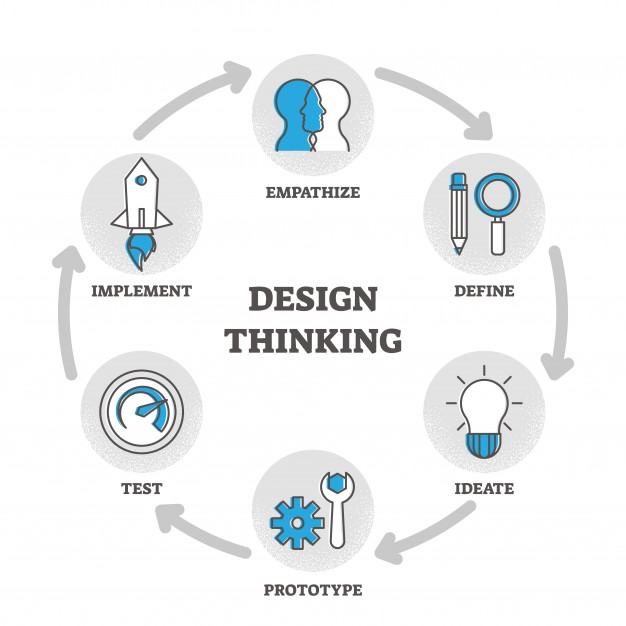 EMPATHIZE
DEFINE
IDEATE
PROTOTYPE
TEST
IMPLEMENT
DESIGN
THINKING